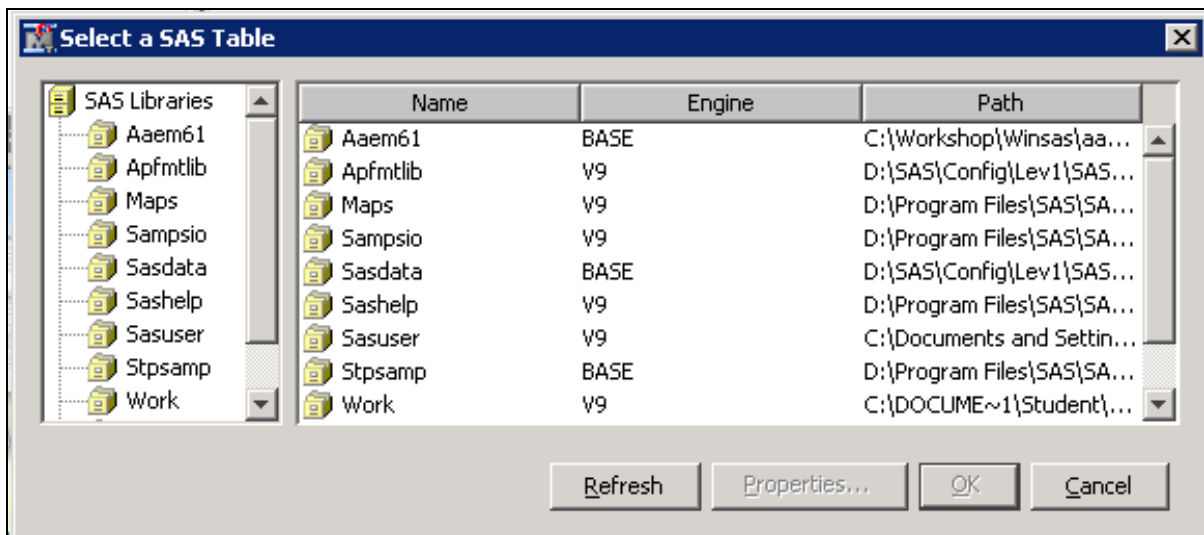 Select a SAS Table
SAS Libraries
Aaem61
Apfmtlib
Maps
Sampsio
Sasdata
Sashelp
Sasuser
Stpsamp
Work
Name Engine Path
Aaem61 BASE C:\Workshop\Winsas\aa...
Apfmtlib V9 D:\SAS\Config\Lev1\SAS...
Maps V9 D:\Program Files\SAS\SA...
Sampsio V9 D:\Program Files\SAS\SA...
Sasdata BASE D:\SAS\Config\Lev1\SAS...
Sashelp V9 D:\Program Files\SAS\SA...
Sasuser V9 C:\Documents and Settin...
Stpsamp BASE D:\Program Files\SAS\SA...
Work V9 C:\DOCUME~1\Student\...
Refresh Properties... OK Cancel